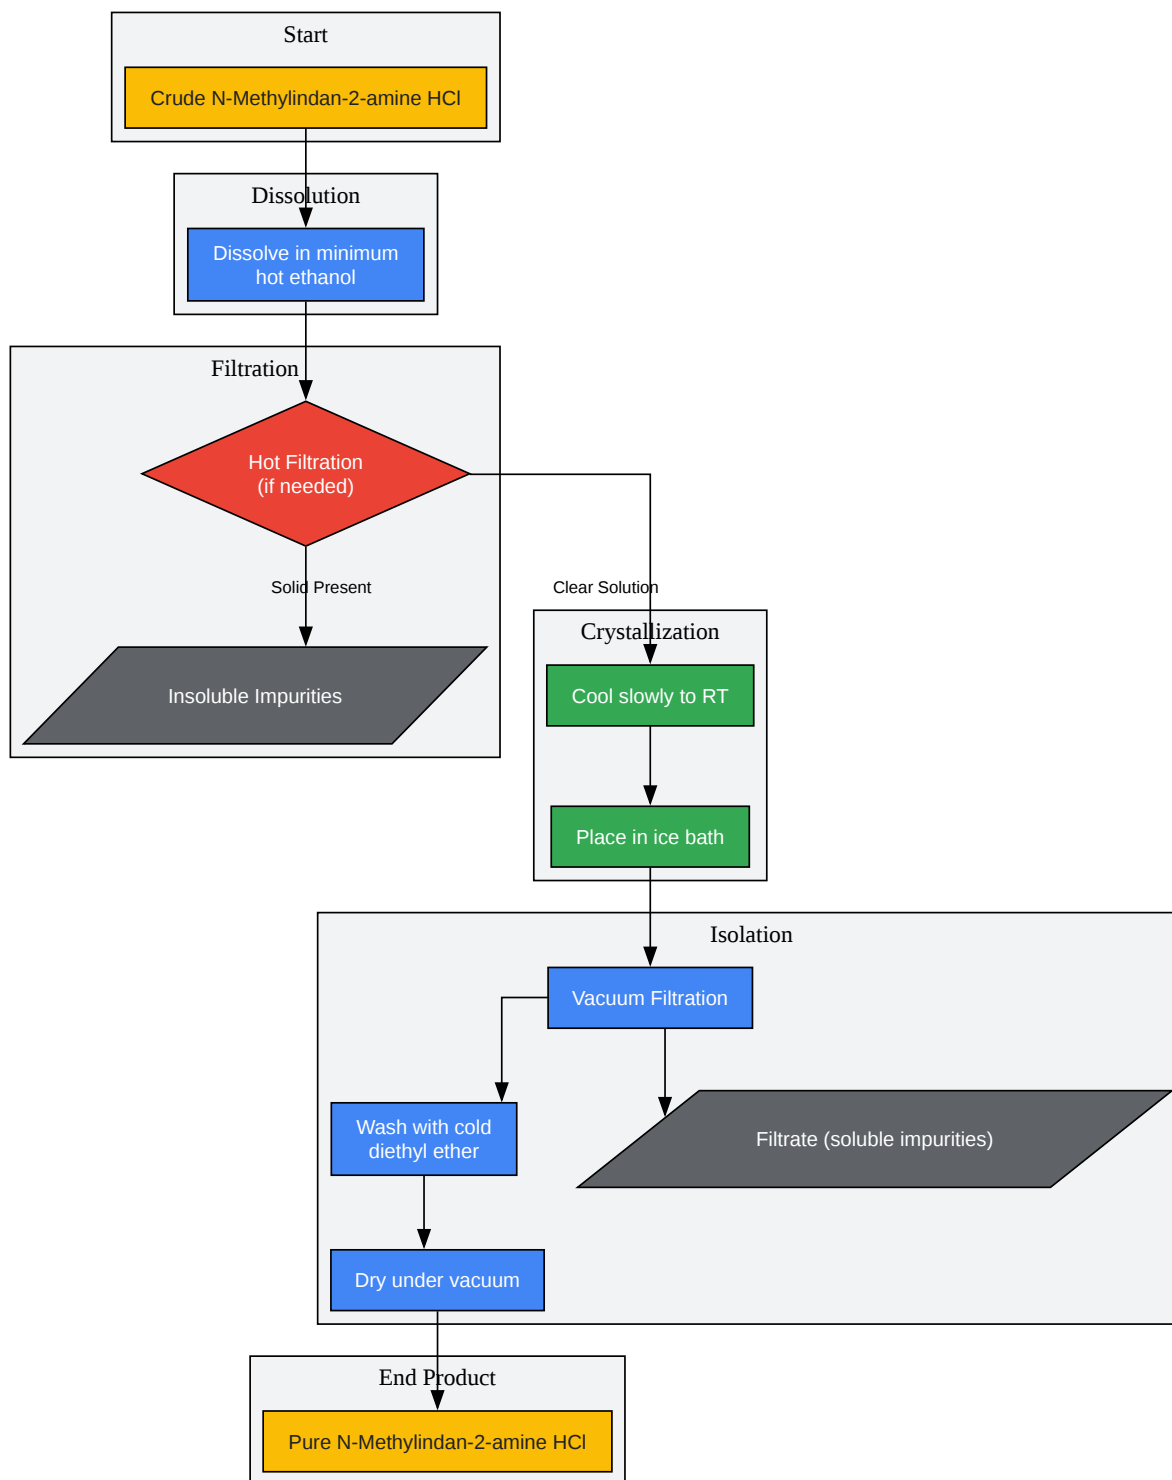 Start
Crude N-Methylindan-2-amine HCl
Dissolution
Dissolve in minimum
hot ethanol
Filtration
Hot Filtration
(if needed)
Solid Present
Clear Solution
Insoluble Impurities
Crystallization
Cool slowly to RT
Place in ice bath
Isolation
Vacuum Filtration
Wash with cold
diethyl ether
Filtrate (soluble impurities)
Dry under vacuum
End Product
Pure N-Methylindan-2-amine HCl